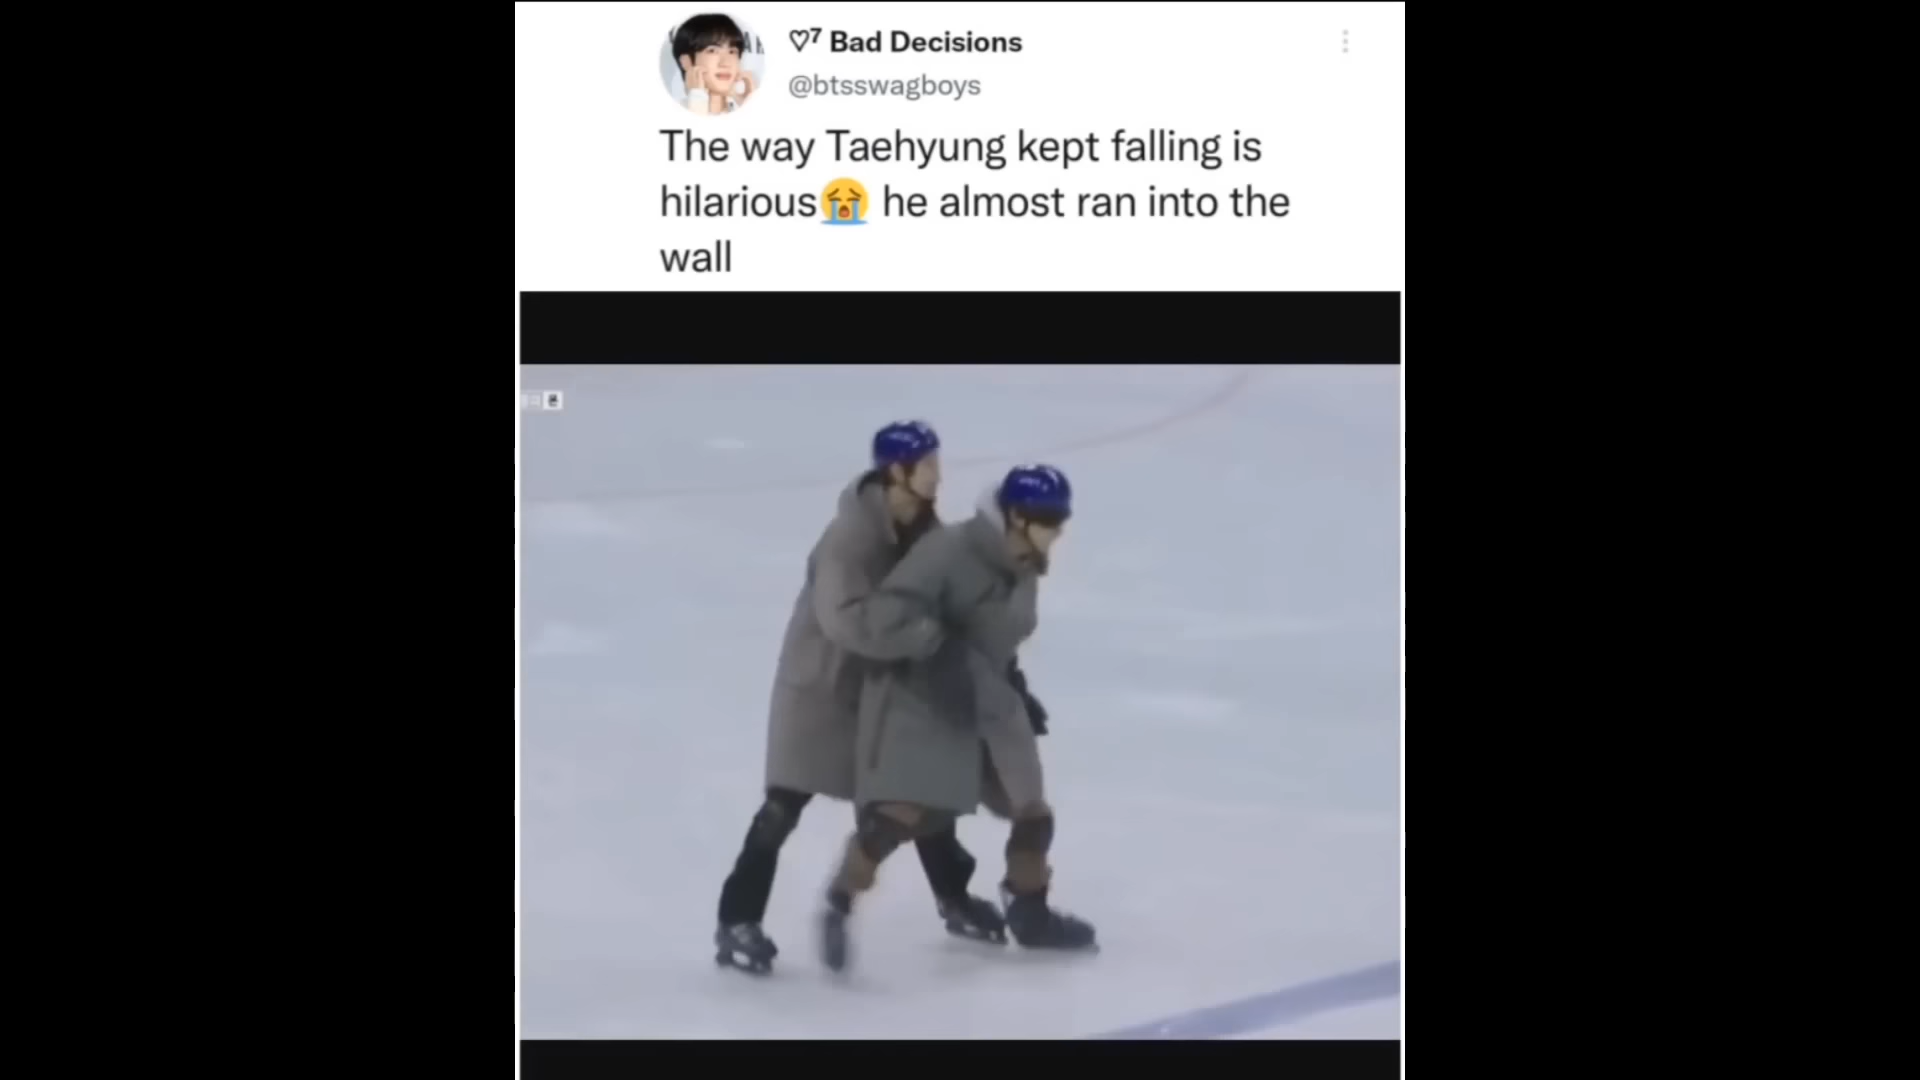 ♡⁷ Bad Decisions
@btsswagboys
The way Taehyung kept falling is
hilarious😭 he almost ran into the
wall